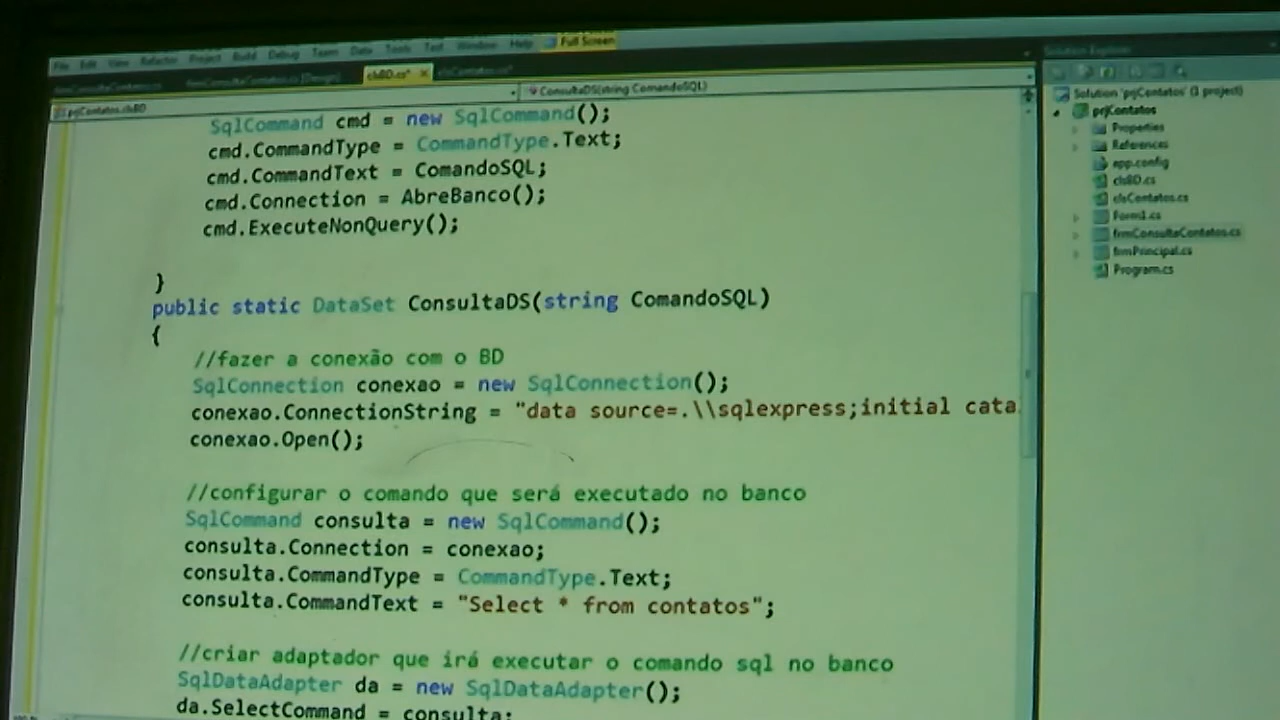 File Edit View Refactor Project Build Debug Team Data Tools Test Window Help Full Screen
clsBD.cs*
prjContatos.clsBD
ConsultaDS(string ComandoSQL)
SqlCommand cmd = new SqlCommand();
cmd.CommandType = CommandType.Text;
cmd.CommandText = ComandoSQL;
cmd.Connection = AbreBanco();
cmd.ExecuteNonQuery();
}
public static DataSet ConsultaDS(string ComandoSQL)
{
//fazer a conexão com o BD
SqlConnection conexao = new SqlConnection();
conexao.ConnectionString = "data source=.\\sqlexpress;initial cata
conexao.Open();
//configurar o comando que será executado no banco
SqlCommand consulta = new SqlCommand();
consulta.Connection = conexao;
consulta.CommandType = CommandType.Text;
consulta.CommandText = "Select * from contatos";
//criar adaptador que irá executar o comando sql no banco
SqlDataAdapter da = new SqlDataAdapter();
da.SelectCommand = consulta;
Solution Explorer
Solution 'prjContatos' (1 project)
prjContatos
Properties
References
app.config
clsBD.cs
clsContatos.cs
Form1.cs
frmConsultaContatos.cs
frmPrincipal.cs
Program.cs